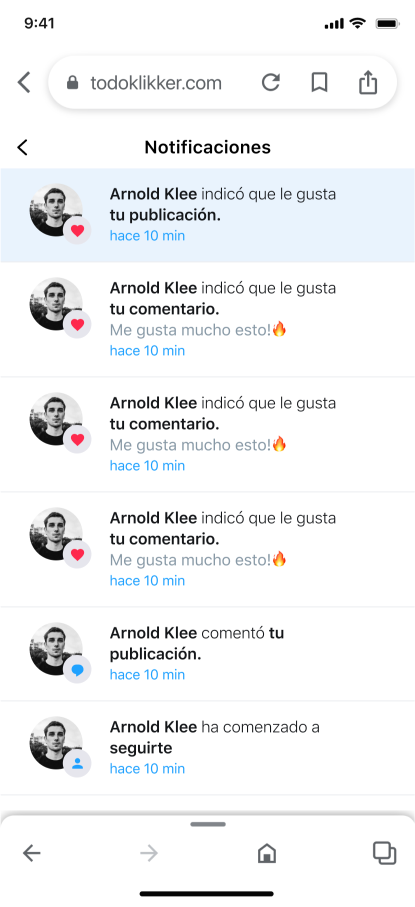 9:41
todoklikker.com
Notificaciones
Arnold Klee indicó que le gusta
tu publicación.
hace 10 min
Arnold Klee indicó que le gusta
tu comentario.
Me gusta mucho esto!🔥
hace 10 min
Arnold Klee indicó que le gusta
tu comentario.
Me gusta mucho esto!🔥
hace 10 min
Arnold Klee indicó que le gusta
tu comentario.
Me gusta mucho esto!🔥
hace 10 min
Arnold Klee comentó tu
publicación.
hace 10 min
Arnold Klee ha comenzado a
seguirte
hace 10 min